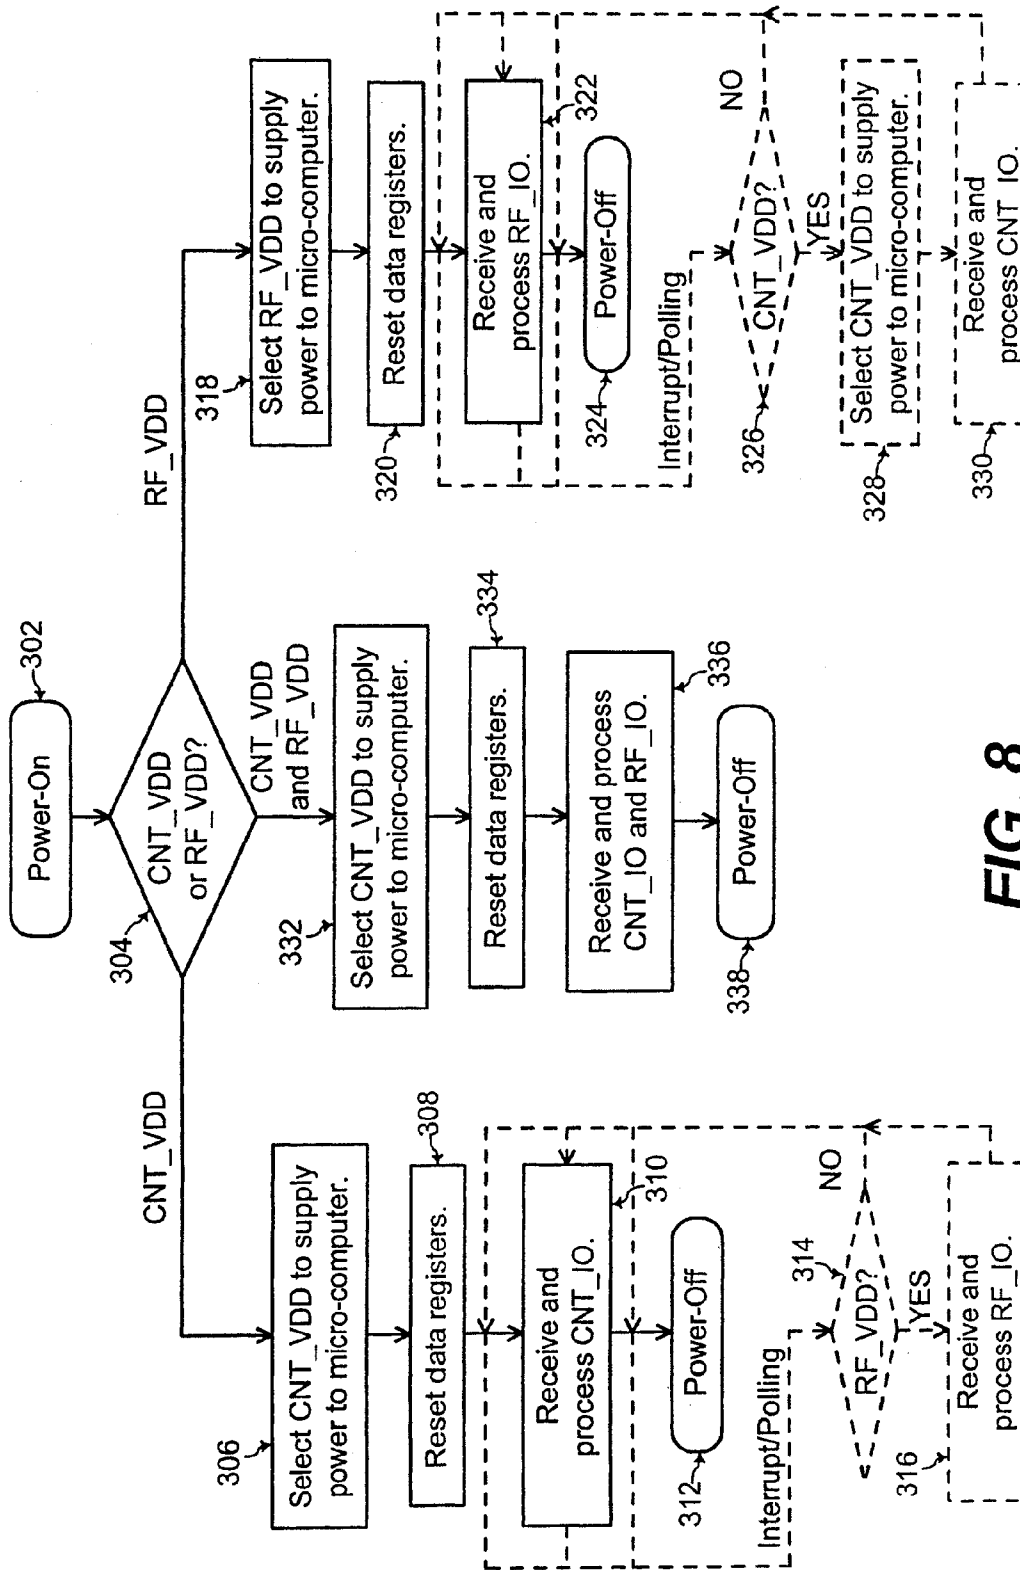 Power-On
302
304
CNT_VDD
or RF_VDD?
CNT_VDD
306
Select CNT_VDD to supply
power to micro-computer.
308
Reset data registers.
310
Receive and
process CNT_IO.
312
Power-Off
Interrupt/Polling
314
RF_VDD?
NO
YES
316
Receive and
process RF_IO.
CNT_VDD
and RF_VDD
332
Select CNT_VDD to supply
power to micro-computer.
334
Reset data registers.
336
Receive and process
CNT_IO and RF_IO.
338
Power-Off
RF_VDD
318
Select RF_VDD to supply
power to micro-computer.
320
Reset data registers.
322
Receive and
process RF_IO.
324
Power-Off
Interrupt/Polling
326
CNT_VDD?
NO
YES
328
Select CNT_VDD to supply
power to micro-computer.
330
Receive and
process CNT_IO.
FIG. 8